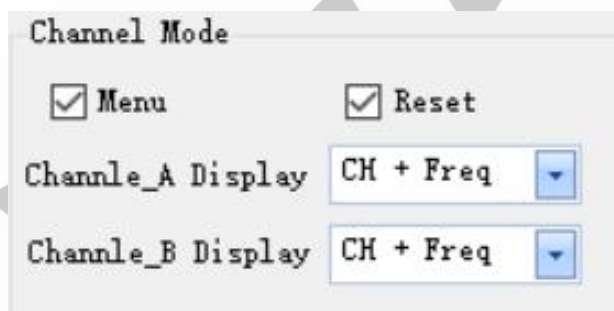 Channel Mode
Menu Reset
Channle_A Display CH + Freq
Channle_B Display CH + Freq